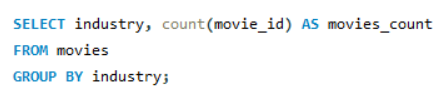 SELECT industry, count(movie_id) AS movies_count
FROM movies
GROUP BY industry;